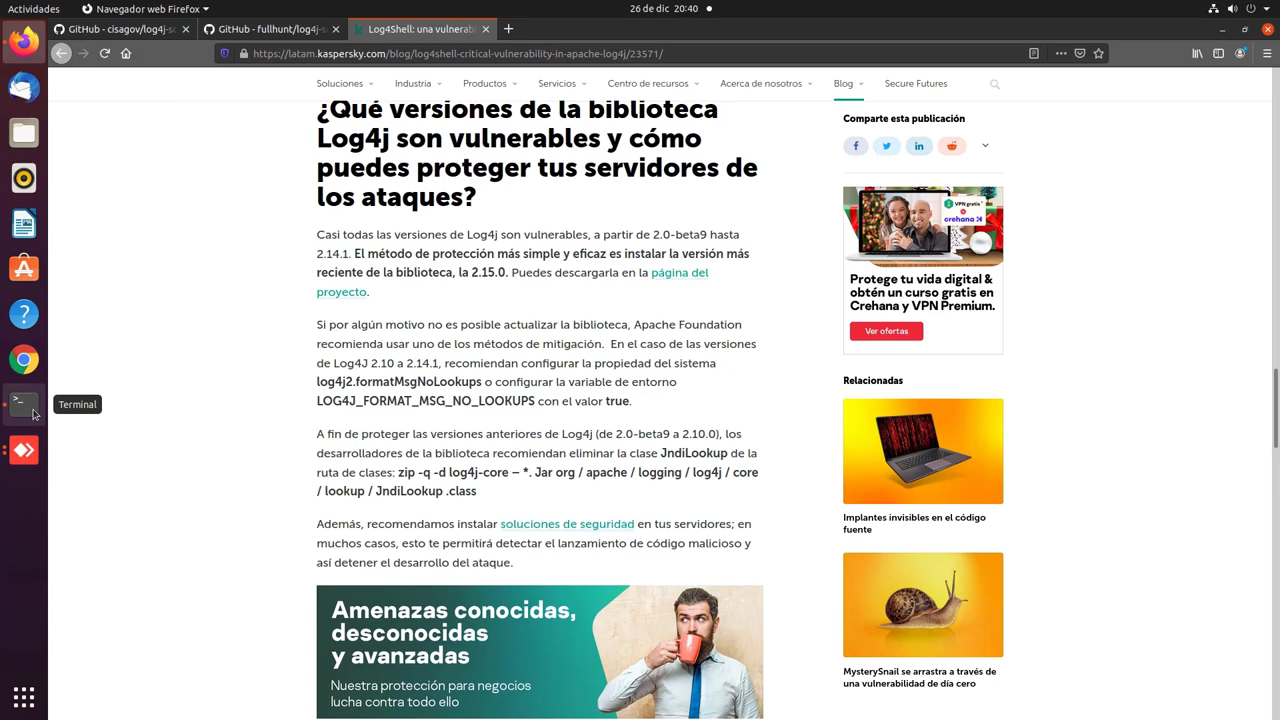 Actividades
Navegador web Firefox
26 de dic 20:40
GitHub - cisagov/log4j-sc
GitHub - fullhunt/log4j-s
Log4Shell: una vulnerabi
https://latam.kaspersky.com/blog/log4shell-critical-vulnerability-in-apache-log4j/23571/
Soluciones
Industria
Productos
Servicios
Centro de recursos
Acerca de nosotros
Blog
Secure Futures
¿Qué versiones de la biblioteca
Log4j son vulnerables y cómo
puedes proteger tus servidores de
los ataques?
Casi todas las versiones de Log4j son vulnerables, a partir de 2.0-beta9 hasta
2.14.1. El método de protección más simple y eficaz es instalar la versión más
reciente de la biblioteca, la 2.15.0. Puedes descargarla en la página del
proyecto.
Si por algún motivo no es posible actualizar la biblioteca, Apache Foundation
recomienda usar uno de los métodos de mitigación. En el caso de las versiones
de Log4J 2.10 a 2.14.1, recomiendan configurar la propiedad del sistema
log4j2.formatMsgNoLookups o configurar la variable de entorno
LOG4J_FORMAT_MSG_NO_LOOKUPS con el valor true.
A fin de proteger las versiones anteriores de Log4j (de 2.0-beta9 a 2.10.0), los
desarrolladores de la biblioteca recomiendan eliminar la clase JndiLookup de la
ruta de clases: zip -q -d log4j-core – *. Jar org / apache / logging / log4j / core
/ lookup / JndiLookup .class
Además, recomendamos instalar soluciones de seguridad en tus servidores; en
muchos casos, esto te permitirá detectar el lanzamiento de código malicioso y
así detener el desarrollo del ataque.
Amenazas conocidas,
desconocidas
y avanzadas
Nuestra protección para negocios
lucha contra todo ello
Comparte esta publicación
VPN gratis
crehana
Protege tu vida digital &
obtén un curso gratis en
Crehana y VPN Premium.
Ver ofertas
Relacionadas
Implantes invisibles en el código
fuente
MysterySnail se arrastra a través de
una vulnerabilidad de día cero
Terminal